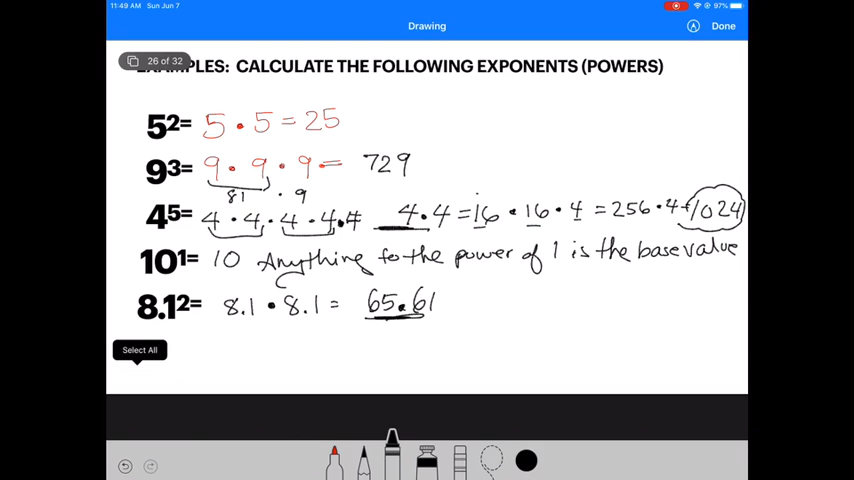 11:49 AM Sun Jun 7 97%
Drawing Done
26 of 32
EXAMPLES: CALCULATE THE FOLLOWING EXPONENTS (POWERS)
5²= 5 · 5 = 25
9³= 9 · 9 · 9 = 729
81 · 9
4⁵= 4 · 4 · 4 · 4 · 4 4 · 4 = 16 · 16 · 4 = 256 · 4 = 1024
10¹= 10 Anything to the power of 1 is the base value
8.1²= 8.1 · 8.1 = 65.61
Select All